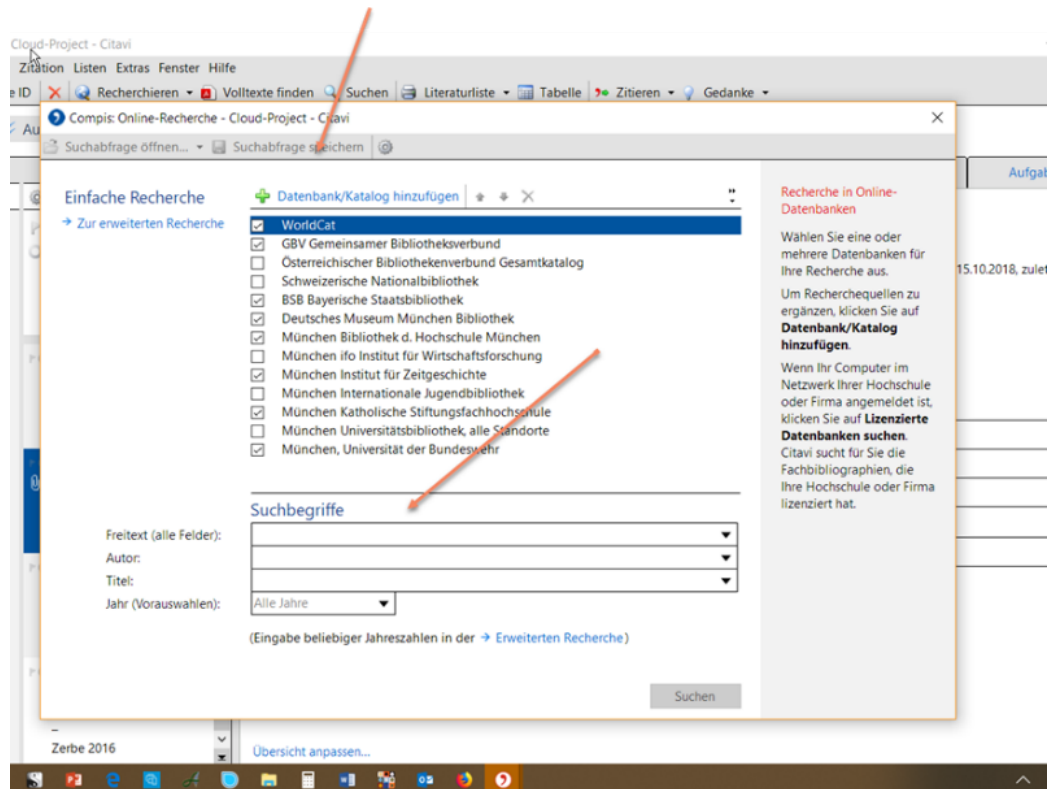 Cloud-Project - Citavi
Zitation Listen Extras Fenster Hilfe
e ID Recherchieren Volltexte finden Suchen Literaturliste Tabelle Zitieren Gedanke
Au
Compis: Online-Recherche - Cloud-Project - Citavi
Suchabfrage öffnen... Suchabfrage speichern
Aufgab
Einfache Recherche
Zur erweiterten Recherche
Datenbank/Katalog hinzufügen
WorldCat
GBV Gemeinsamer Bibliotheksverbund
Österreichischer Bibliothekenverbund Gesamtkatalog
Schweizerische Nationalbibliothek
BSB Bayerische Staatsbibliothek
Deutsches Museum München Bibliothek
München Bibliothek d. Hochschule München
München ifo Institut für Wirtschaftsforschung
München Institut für Zeitgeschichte
München Internationale Jugendbibliothek
München Katholische Stiftungsfachhochschule
München Universitätsbibliothek, alle Standorte
München, Universität der Bundeswehr
Suchbegriffe
Freitext (alle Felder):
Autor:
Titel:
Jahr (Vorauswahlen):
Alle Jahre
(Eingabe beliebiger Jahreszahlen in der → Erweiterten Recherche)
Suchen
Recherche in Online-
Datenbanken
Wählen Sie eine oder
mehrere Datenbanken für
Ihre Recherche aus.
Um Recherchequellen zu
ergänzen, klicken Sie auf
Datenbank/Katalog
hinzufügen.
Wenn Ihr Computer im
Netzwerk Ihrer Hochschule
oder Firma angemeldet ist,
klicken Sie auf Lizenzierte
Datenbanken suchen.
Citavi sucht für Sie die
Fachbibliographien, die
Ihre Hochschule oder Firma
lizenziert hat.
15.10.2018, zulet
Zerbe 2016
Übersicht anpassen...